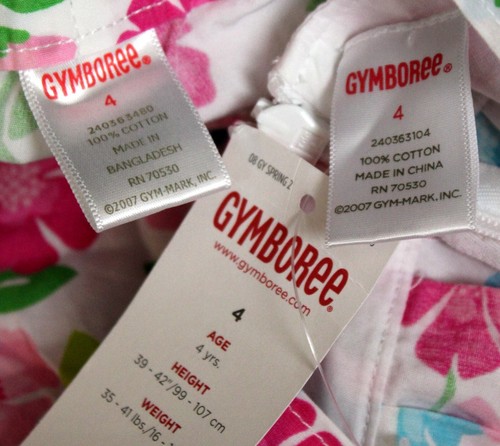 GYMBOREE®
4
240363480
100% COTTON
MADE IN
BANGLADESH
RN 70530
©2007 GYM-MARK, INC.
GYMBOREE®
4
240363104
100% COTTON
MADE IN CHINA
RN 70530
©2007 GYM-MARK, INC.
08 GY SPRING 2
GYMBOREE®
www.gymboree.com
4
AGE
4 yrs.
HEIGHT
39 - 42"/99 - 107 cm
WEIGHT
35 - 41 lbs/16 -